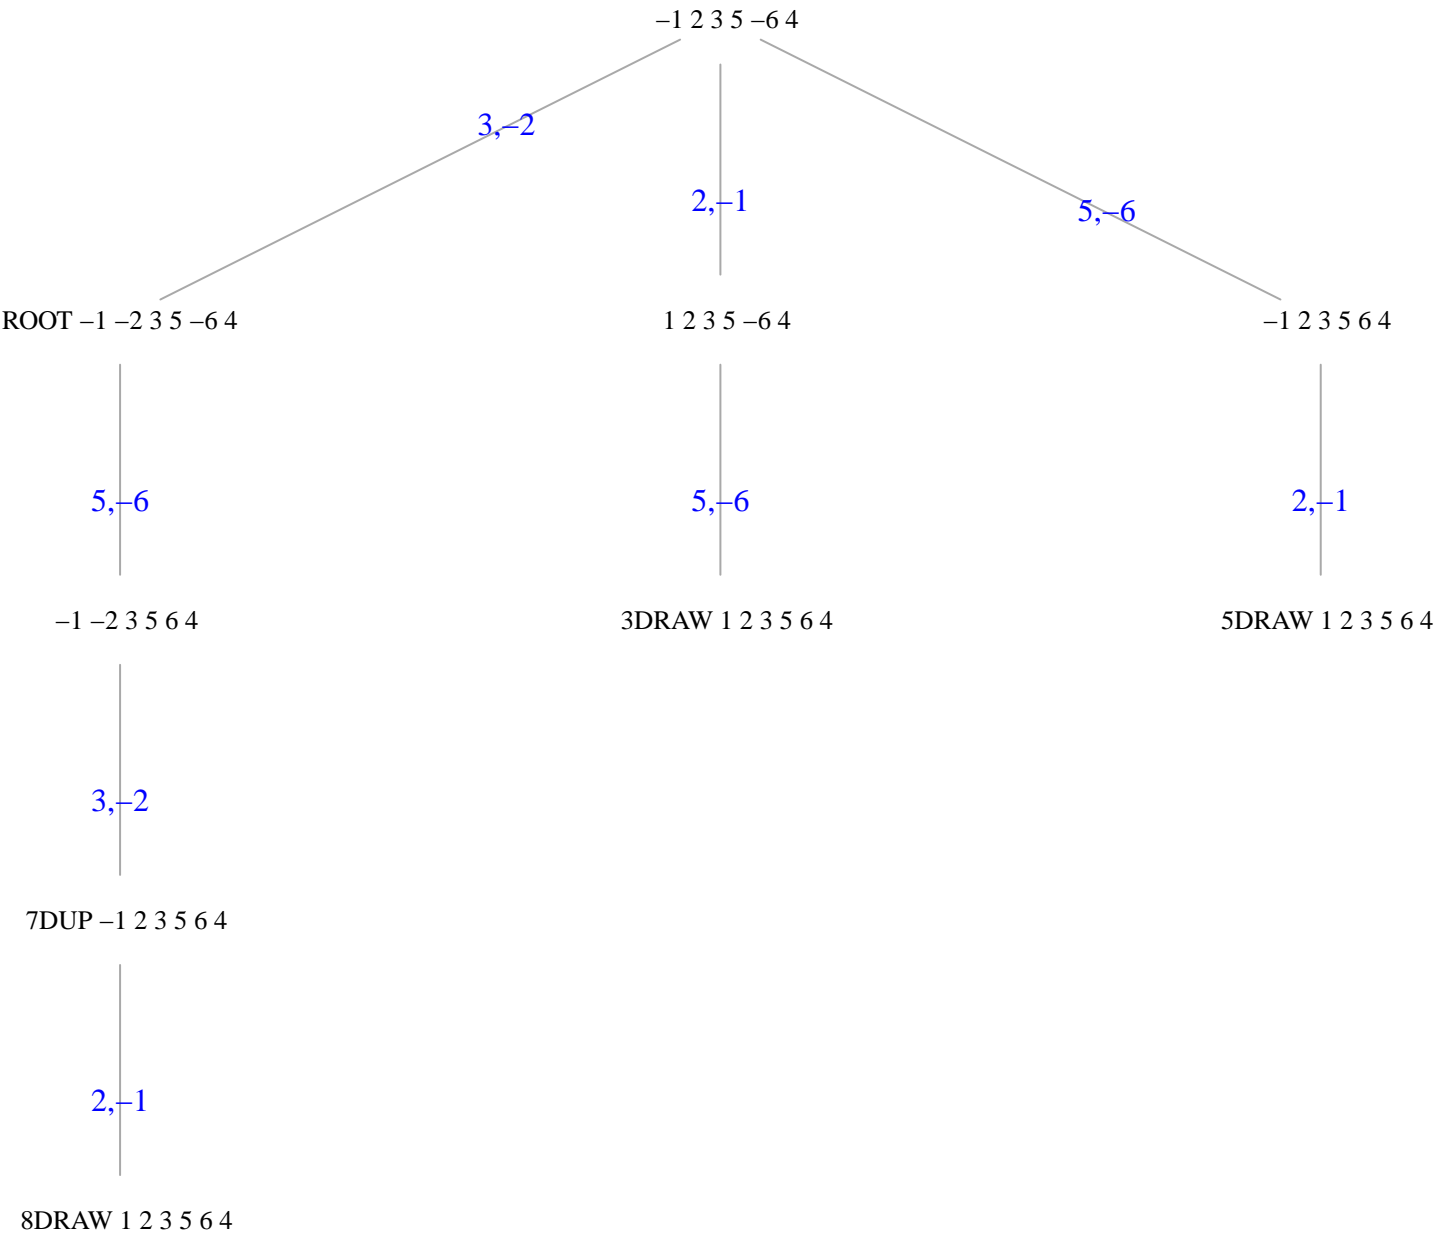 –1 2 3 5 –6 4
3,–2
2,–1
5,–6
ROOT –1 –2 3 5 –6 4
1 2 3 5 –6 4
–1 2 3 5 6 4
5,–6
5,–6
2,–1
–1 –2 3 5 6 4
3DRAW 1 2 3 5 6 4
5DRAW 1 2 3 5 6 4
3,–2
7DUP –1 2 3 5 6 4
2,–1
8DRAW 1 2 3 5 6 4